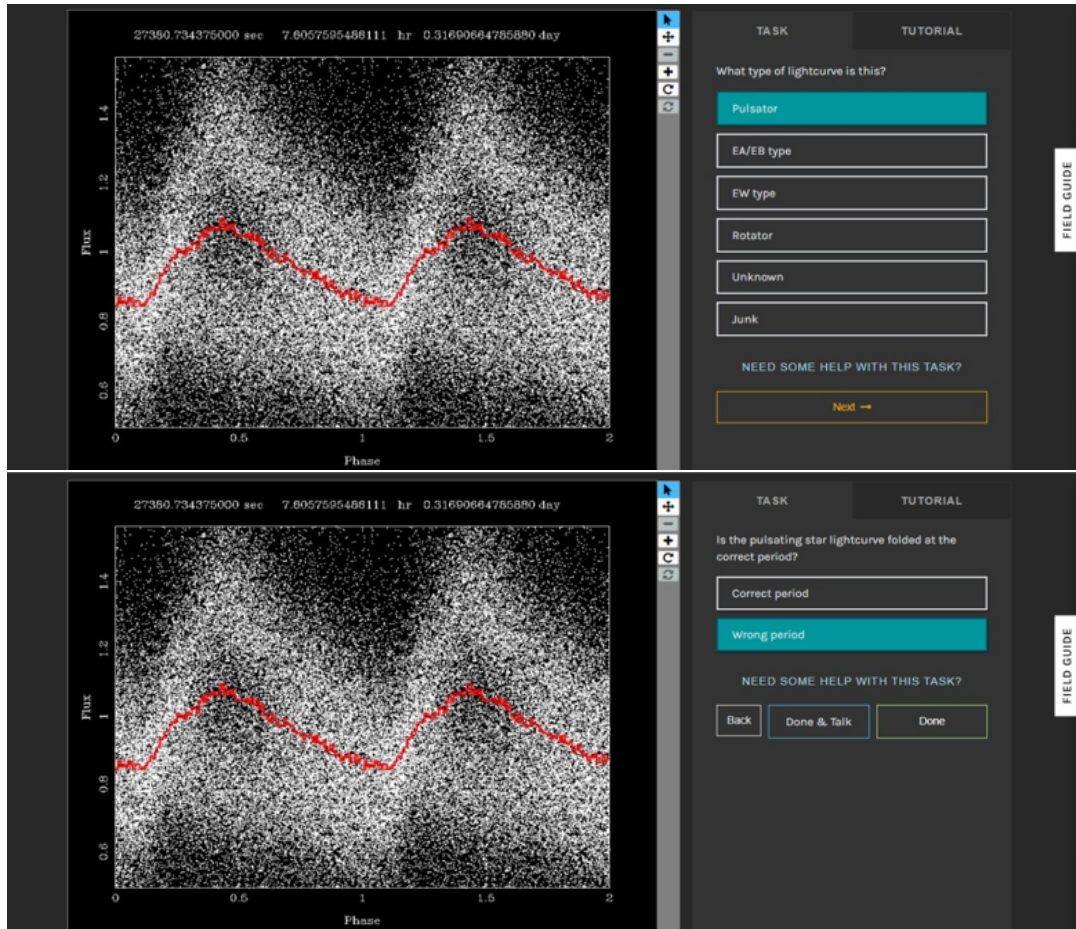 27380.734375000 sec 7.6057595488111 hr 0.31690664785880 day
Flux
1.4
1.2
1
0.8
0.6
0 0.5 1 1.5 2
Phase
TASK TUTORIAL
What type of lightcurve is this?
Pulsator
EA/EB type
EW type
Rotator
Unknown
Junk
NEED SOME HELP WITH THIS TASK?
Next →
FIELD GUIDE
27380.734375000 sec 7.6057595488111 hr 0.31690664785880 day
Flux
1.4
1.2
1
0.8
0.6
0 0.5 1 1.5 2
Phase
TASK TUTORIAL
Is the pulsating star lightcurve folded at the
correct period?
Correct period
Wrong period
NEED SOME HELP WITH THIS TASK?
Back Done & Talk Done
FIELD GUIDE